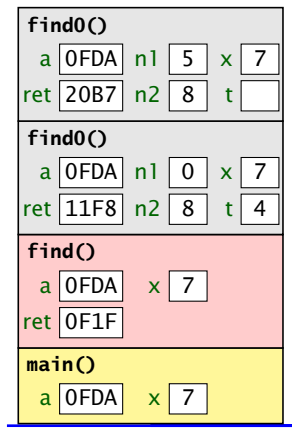 find0()
a 0FDA n1 5 x 7
ret 20B7 n2 8 t
find0()
a 0FDA n1 0 x 7
ret 11F8 n2 8 t 4
find()
a 0FDA x 7
ret 0F1F
main()
a 0FDA x 7